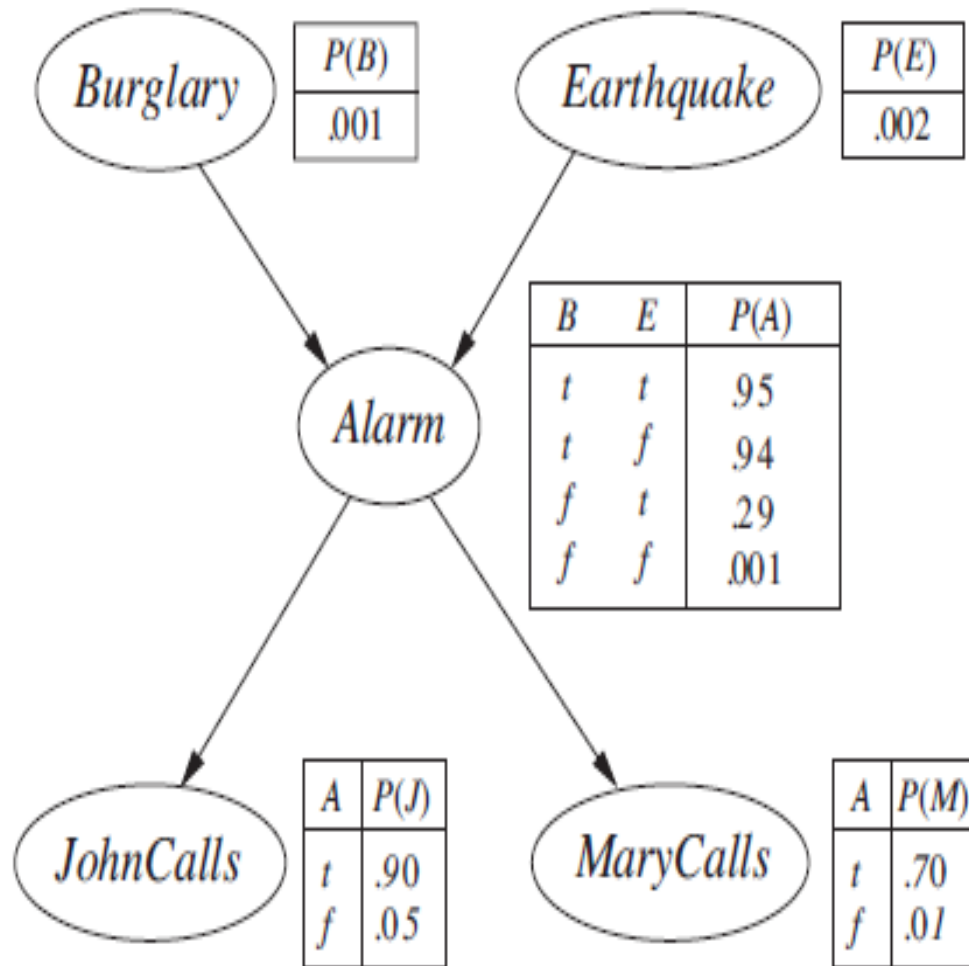 Burglary
P(B)
.001
Earthquake
P(E)
.002
B E P(A)
t t .95
t f .94
f t .29
f f .001
Alarm
JohnCalls
A P(J)
t .90
f .05
MaryCalls
A P(M)
t .70
f .01